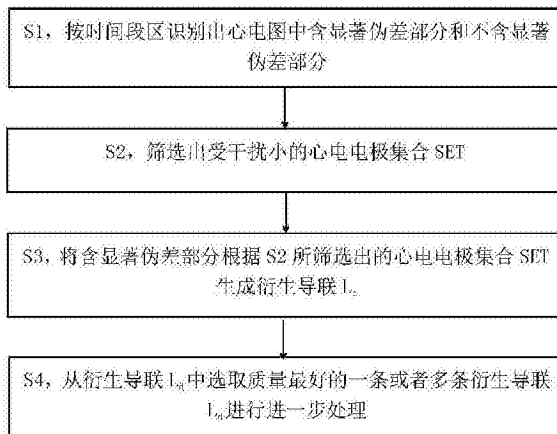 S1，按时间段区识别出心电图中含显著伪差部分和不含显著
伪差部分
S2，筛选出受干扰小的心电电极集合 SET
S3，将含显著伪差部分根据 S2 所筛选出的心电电极集合 SET
生成衍生导联 Lₙ
S4，从衍生导联 Lₙ中选取质量最好的一条或者多条衍生导联
Lₙ进行进一步处理